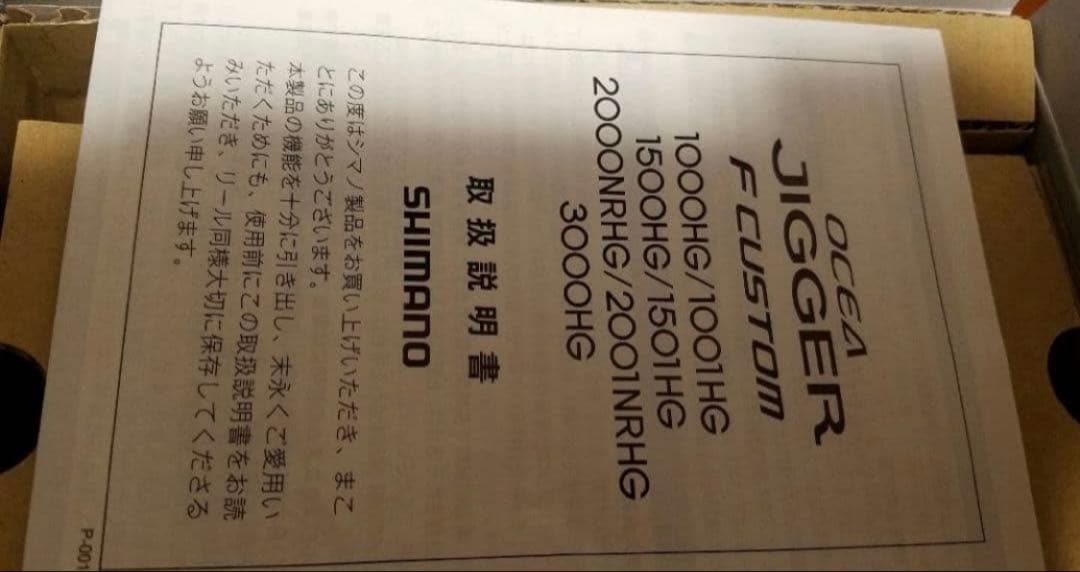 OCEA
JIGGER
F CUSTOM
1000HG/1001HG
1500HG/1501HG
2000NRHG/2001NRHG
3000HG
取扱説明書
SHIMANO
この度はシマノ製品をお買い上げいただき、まこ
とにありがとうございます。
本製品の機能を十分に引き出し、末永くご愛用い
ただくためにも、使用前にこの取扱説明書をお読
みいただき、リール同様大切に保存してくださる
ようお願い申し上げます。
P-001